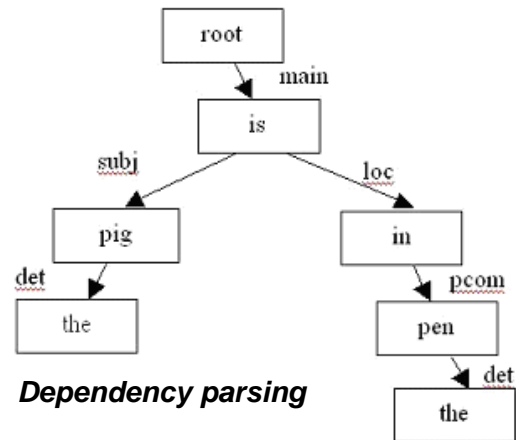 root
main
is
subj
loc
pig
in
det
pcom
the
pen
det
Dependency parsing
the